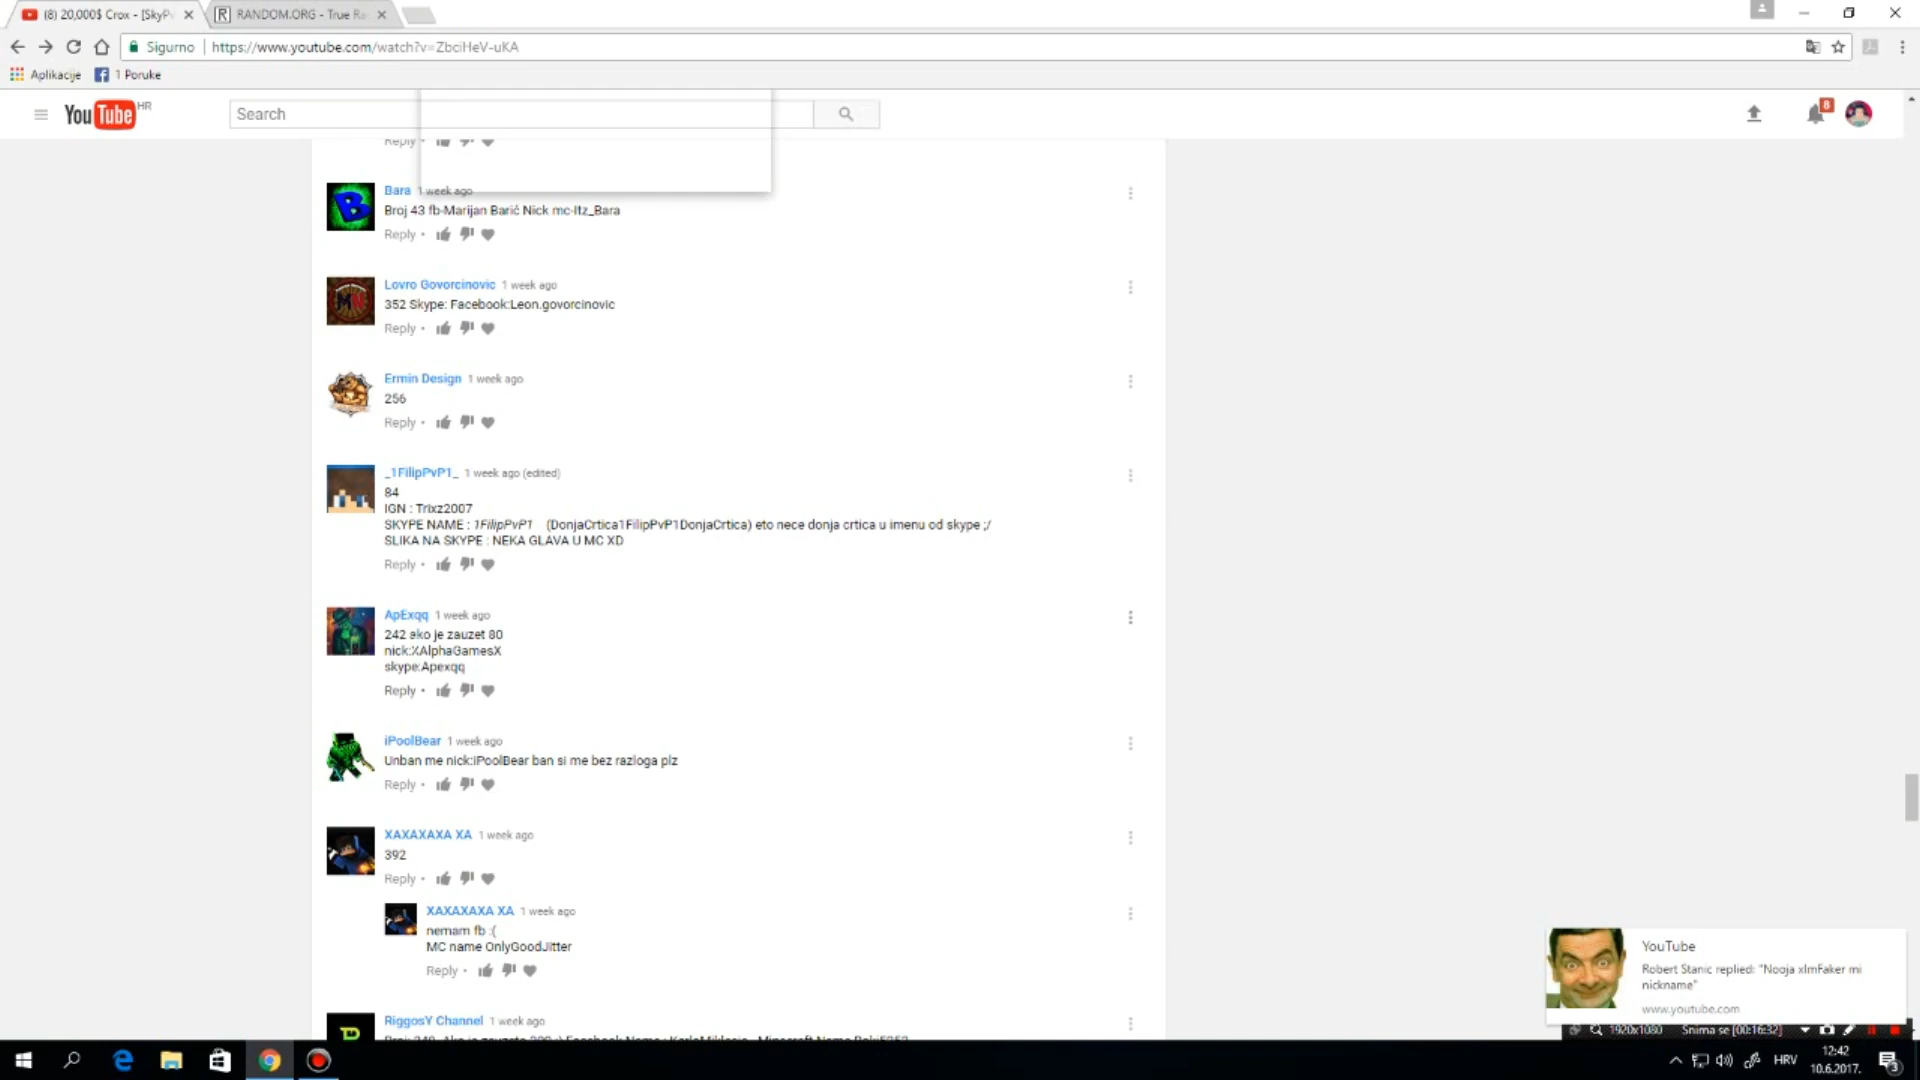 (8) 20,000$ Crox - [SkyPv
RANDOM.ORG - True Ra
Sigurno
https://www.youtube.com/watch?v=ZbciHeV-uKA
Aplikacije
1 Poruke
YouTube HR
Search
8
Reply •
Bara 1 week ago
Broj 43 fb-Marijan Barić Nick mc-Itz_Bara
Reply •
Lovro Govorcinovic 1 week ago
352 Skype: Facebook:Leon.govorcinovic
Reply •
Ermin Design 1 week ago
256
Reply •
_1FilipPvP1_ 1 week ago (edited)
84
IGN : Trixz2007
SKYPE NAME : 1FilipPvP1 (DonjaCrtica1FilipPvP1DonjaCrtica) eto nece donja crtica u imenu od skype ;/
SLIKA NA SKYPE : NEKA GLAVA U MC XD
Reply •
ApExqq 1 week ago
242 ako je zauzet 80
nick:XAlphaGamesX
skype:Apexqq
Reply •
iPoolBear 1 week ago
Unban me nick:iPoolBear ban si me bez razloga plz
Reply •
XAXAXAXA XA 1 week ago
392
Reply •
XAXAXAXA XA 1 week ago
nemam fb :(
MC name OnlyGoodJitter
Reply •
RiggosY Channel 1 week ago
YouTube
Robert Stanic replied: "Nooja xImFaker mi
nickname"
www.youtube.com
1920x1080
Snima se [00:16:32]
HRV
12:42
10.6.2017.
3